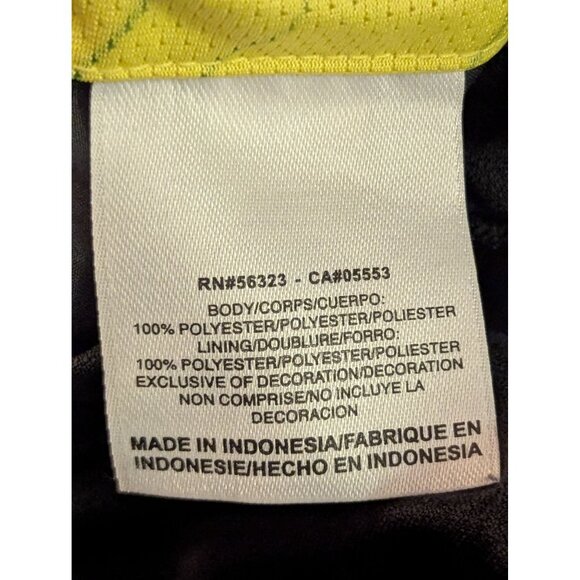 RN#56323 - CA#05553
BODY/CORPS/CUERPO:
100% POLYESTER/POLYESTER/POLIESTER
LINING/DOUBLURE/FORRO:
100% POLYESTER/POLYESTER/POLIESTER
EXCLUSIVE OF DECORATION/DECORATION
NON COMPRISE/NO INCLUYE LA
DECORACION
MADE IN INDONESIA/FABRIQUE EN
INDONESIE/HECHO EN INDONESIA